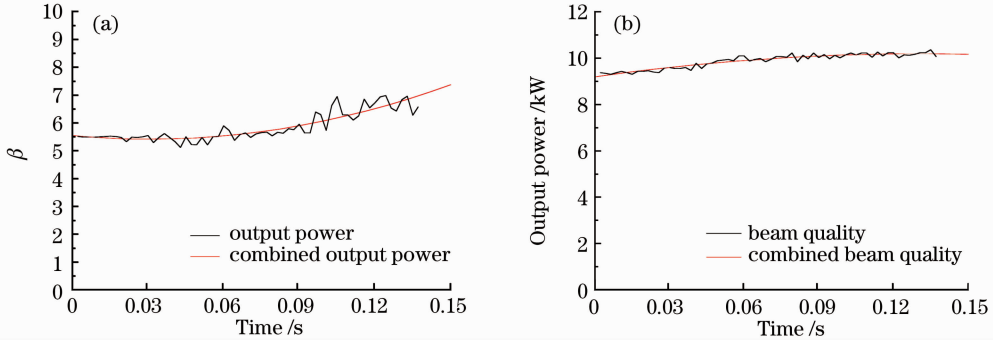 (a)
10
9
8
7
6
5
4
3
2
1
0
β
output power
combined output power
0 0.03 0.06 0.09 0.12 0.15
Time /s
(b)
12
10
8
6
4
2
0
Output power /kW
beam quality
combined beam quality
0 0.03 0.06 0.09 0.12 0.15
Time /s